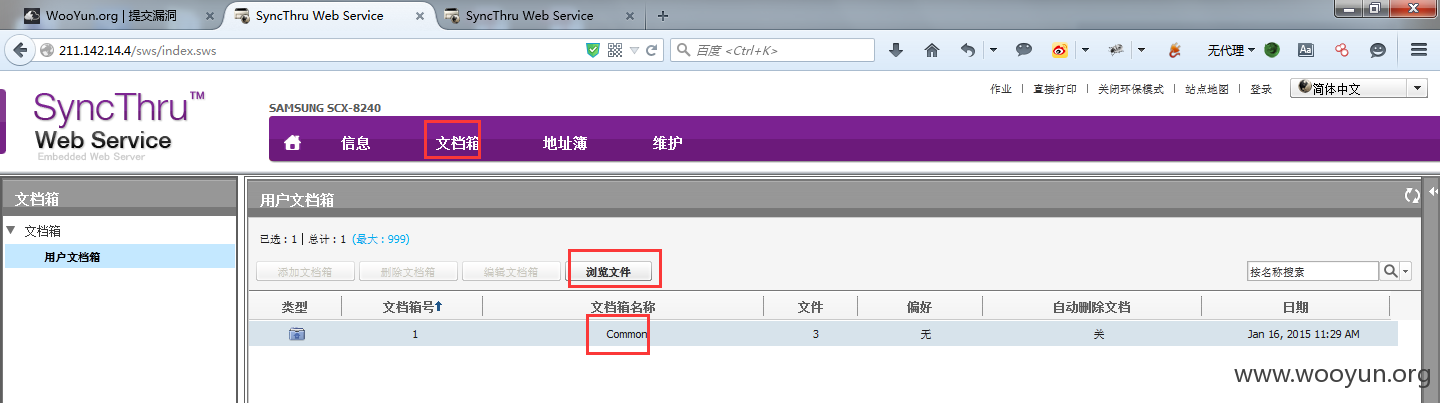 WooYun.org | 提交漏洞
SyncThru Web Service
SyncThru Web Service
211.142.14.4/sws/index.sws
百度 <Ctrl+K>
无代理
Aa
作业 | 直接打印 | 关闭环保模式 | 站点地图 | 登录
简体中文
SyncThru™
Web Service
Embedded Web Server
SAMSUNG SCX-8240
信息 文档箱 地址簿 维护
文档箱
文档箱
用户文档箱
用户文档箱
已选 : 1 | 总计 : 1 (最大 : 999)
添加文档箱 删除文档箱 编辑文档箱 浏览文件
按名称搜索
类型 文档箱号 文档箱名称 文件 偏好 自动删除文档 日期
1 Common 3 无 关 Jan 16, 2015 11:29 AM
www.wooyun.org